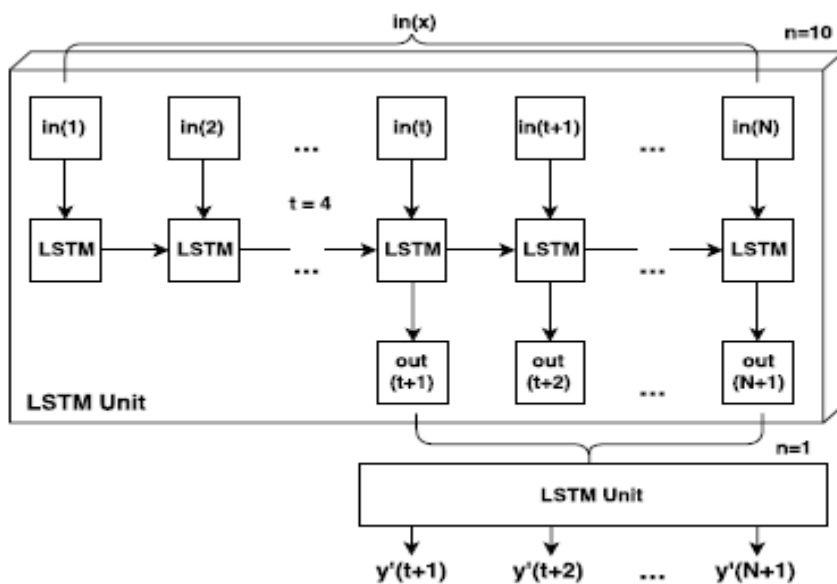 in(x)
n=10
in(1) in(2) ... in(t) in(t+1) ... in(N)
t = 4
LSTM LSTM ... LSTM LSTM ... LSTM
out out out
(t+1) (t+2) ... (N+1)
LSTM Unit
n=1
LSTM Unit
y'(t+1) y'(t+2) ... y'(N+1)